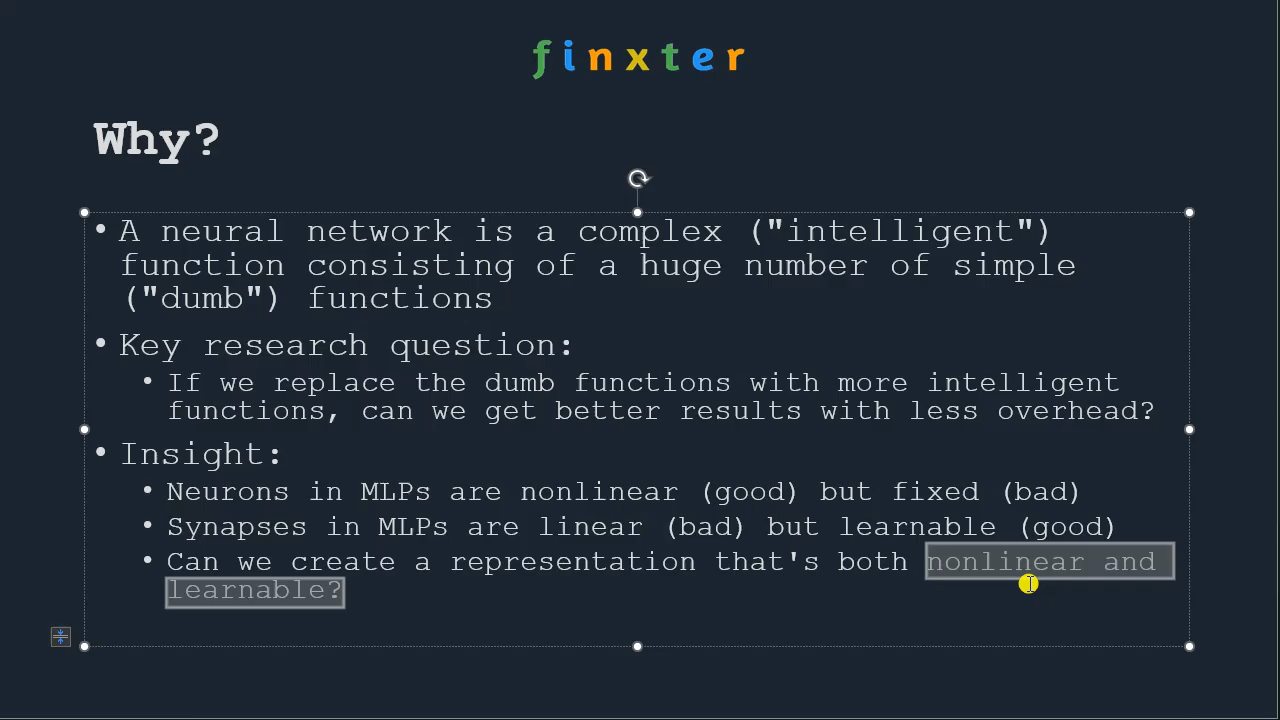 finxter
Why?
• A neural network is a complex ("intelligent")
function consisting of a huge number of simple
("dumb") functions
• Key research question:
• If we replace the dumb functions with more intelligent
functions, can we get better results with less overhead?
• Insight:
• Neurons in MLPs are nonlinear (good) but fixed (bad)
• Synapses in MLPs are linear (bad) but learnable (good)
• Can we create a representation that's both nonlinear and
learnable?